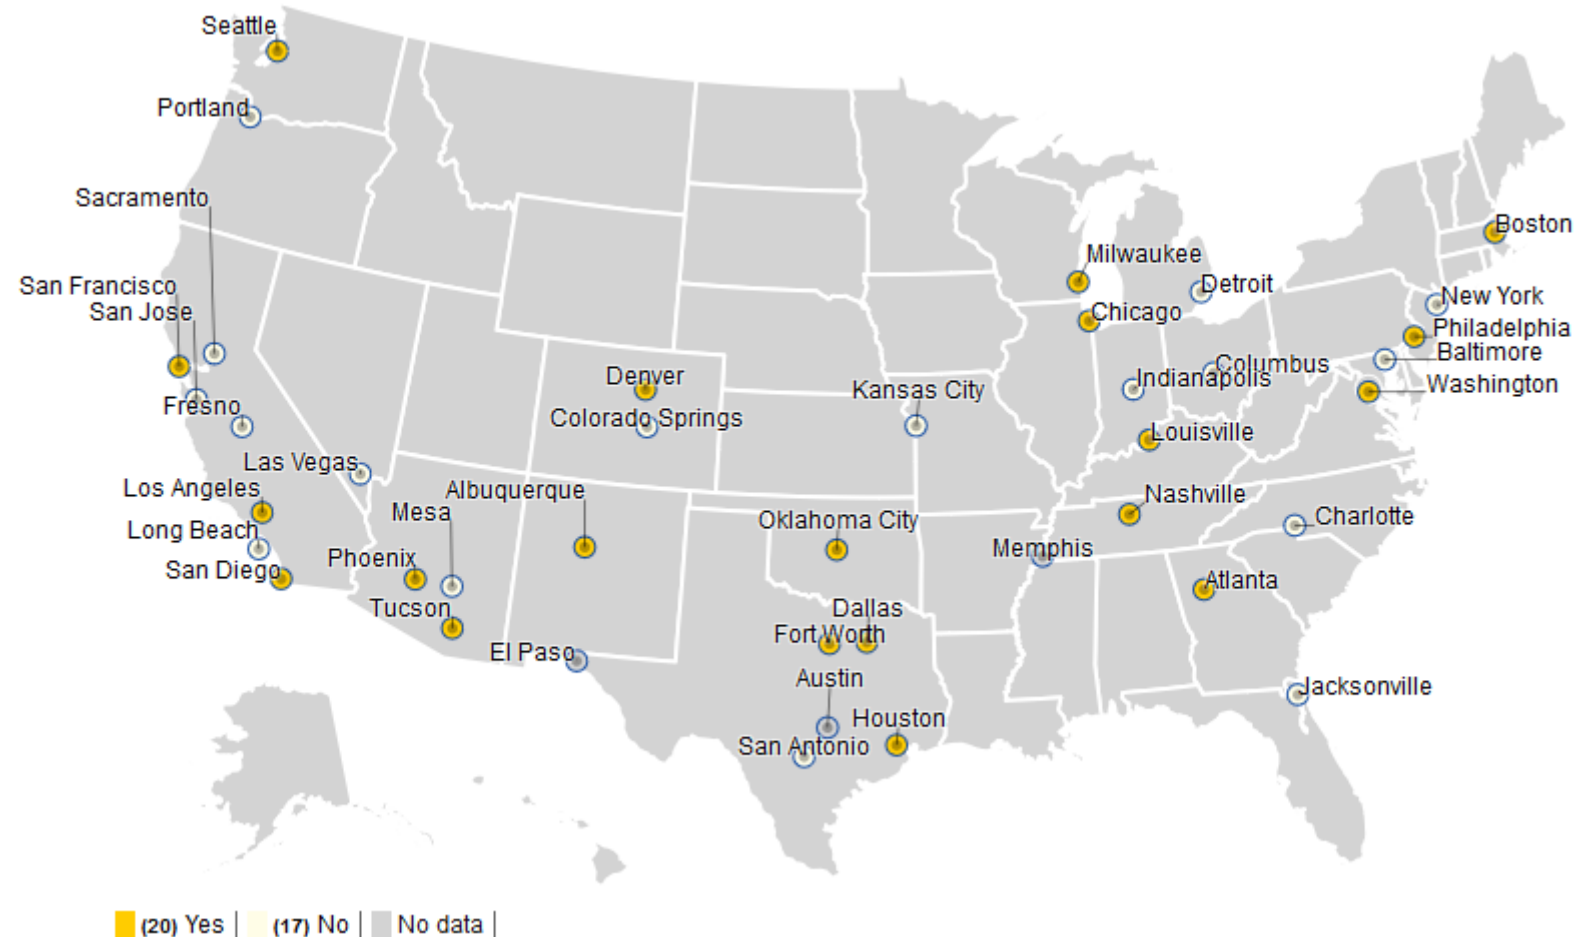 Seattle
Portland
Sacramento
Boston
Milwaukee
San Francisco
Detroit
New York
San Jose
Chicago
Philadelphia
Baltimore
Columbus
Denver
Indianapolis
Washington
Kansas City
Fresno
Colorado Springs
Louisville
Las Vegas
Los Angeles
Albuquerque
Nashville
Mesa
Charlotte
Oklahoma City
Long Beach
Memphis
Phoenix
San Diego
Atlanta
Tucson
Dallas
Fort Worth
El Paso
Austin
Jacksonville
Houston
San Antonio
(20) Yes | (17) No | No data |